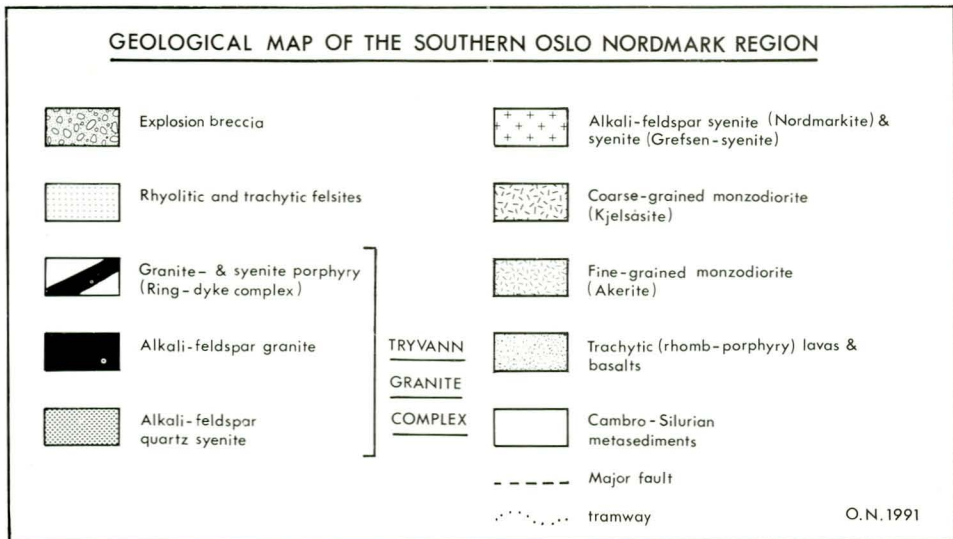 GEOLOGICAL MAP OF THE SOUTHERN OSLO NORDMARK REGION
Explosion breccia
Rhyolitic and trachytic felsites
Granite- & syenite porphyry
(Ring-dyke complex)
Alkali-feldspar granite
Alkali-feldspar
quartz syenite
TRYVANN
GRANITE
COMPLEX
Alkali-feldspar syenite (Nordmarkite) &
syenite (Grefsen-syenite)
Coarse-grained monzodiorite
(Kjelsåsite)
Fine-grained monzodiorite
(Akerite)
Trachytic (rhomb-porphyry) lavas &
basalts
Cambro-Silurian
metasediments
Major fault
tramway
O.N.1991